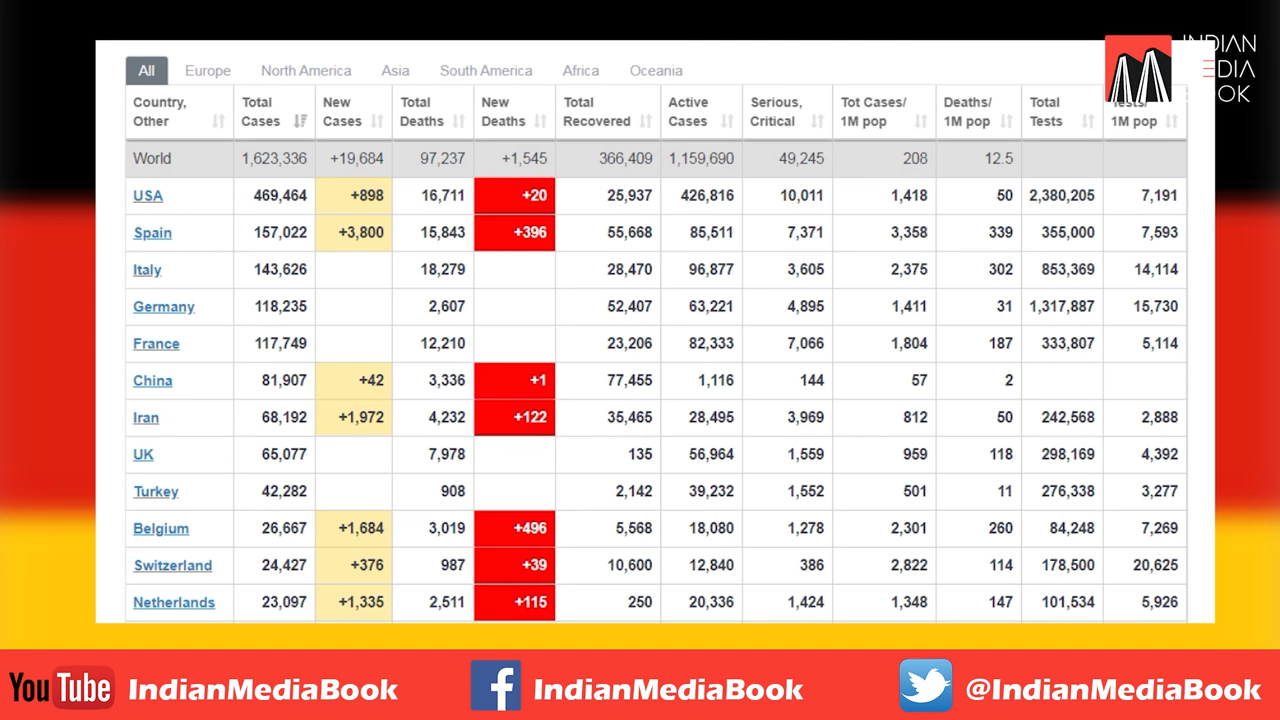 INDIAN
EDIA
OOK
All Europe North America Asia South America Africa Oceania
Country, Other Total Cases New Cases Total Deaths New Deaths Total Recovered Active Cases Serious, Critical Tot Cases/ 1M pop Deaths/ 1M pop Total Tests Tests/ 1M pop
World 1,623,336 +19,684 97,237 +1,545 366,409 1,159,690 49,245 208 12.5
USA 469,464 +898 16,711 +20 25,937 426,816 10,011 1,418 50 2,380,205 7,191
Spain 157,022 +3,800 15,843 +396 55,668 85,511 7,371 3,358 339 355,000 7,593
Italy 143,626 18,279 28,470 96,877 3,605 2,375 302 853,369 14,114
Germany 118,235 2,607 52,407 63,221 4,895 1,411 31 1,317,887 15,730
France 117,749 12,210 23,206 82,333 7,066 1,804 187 333,807 5,114
China 81,907 +42 3,336 +1 77,455 1,116 144 57 2
Iran 68,192 +1,972 4,232 +122 35,465 28,495 3,969 812 50 242,568 2,888
UK 65,077 7,978 135 56,964 1,559 959 118 298,169 4,392
Turkey 42,282 908 2,142 39,232 1,552 501 11 276,338 3,277
Belgium 26,667 +1,684 3,019 +496 5,568 18,080 1,278 2,301 260 84,248 7,269
Switzerland 24,427 +376 987 +39 10,600 12,840 386 2,822 114 178,500 20,625
Netherlands 23,097 +1,335 2,511 +115 250 20,336 1,424 1,348 147 101,534 5,926
YouTube IndianMediaBook f IndianMediaBook @IndianMediaBook